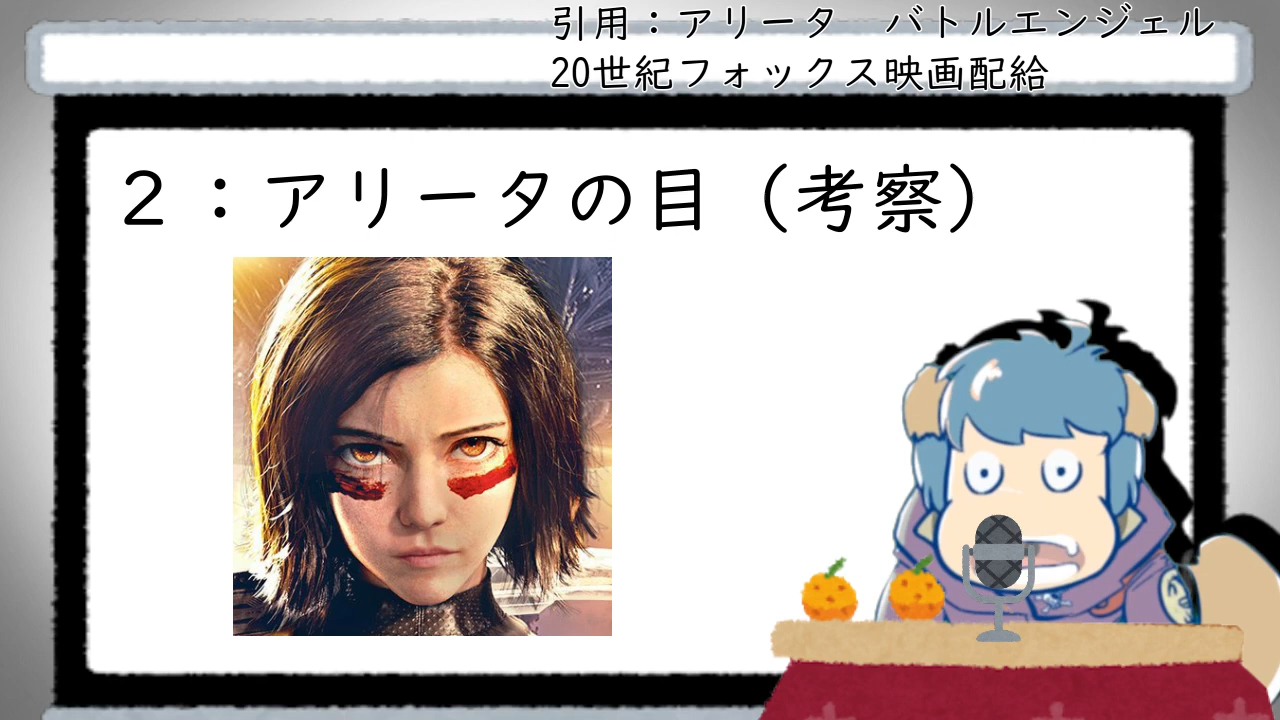 引用：アリータ　バトルエンジェル
20世紀フォックス映画配給
２：アリータの目（考察）